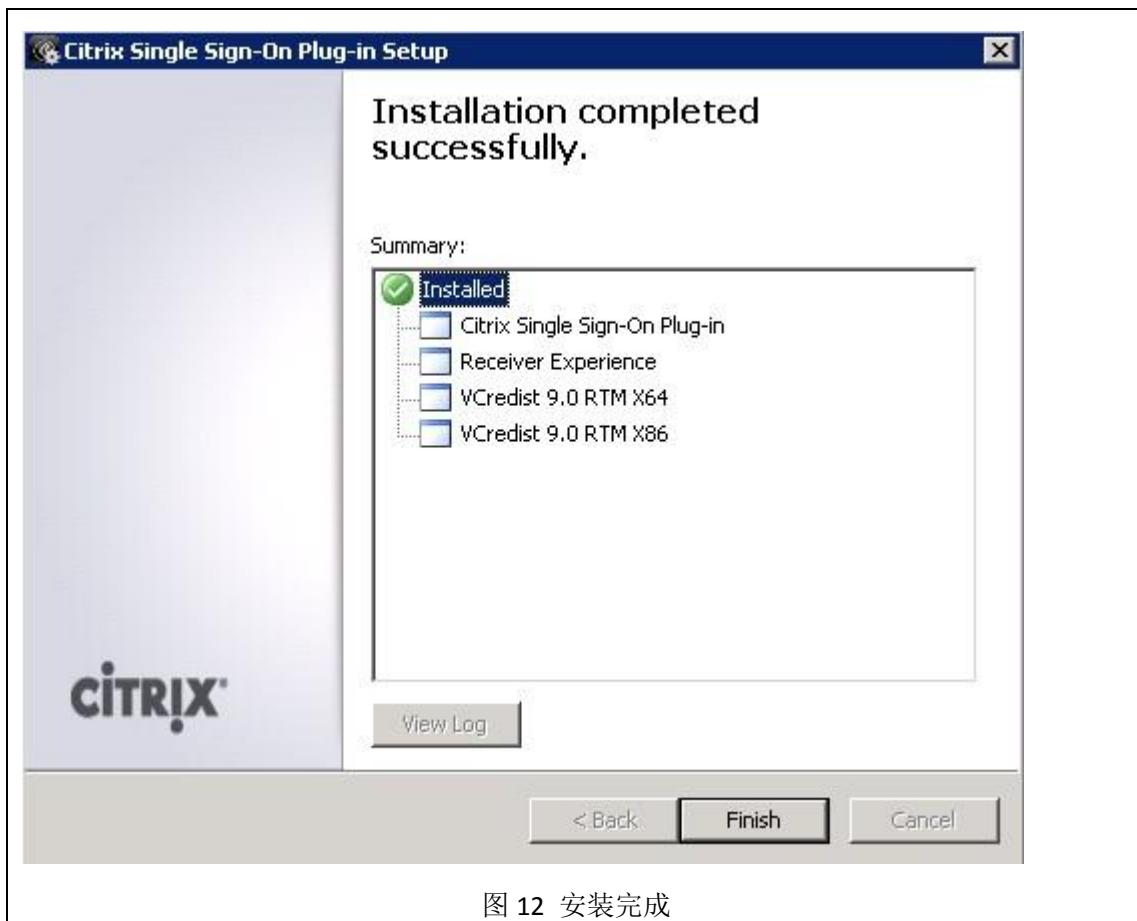 Citrix Single Sign-On Plug-in Setup
Installation completed
successfully.
Summary:
Installed
Citrix Single Sign-On Plug-in
Receiver Experience
VCredist 9.0 RTM X64
VCredist 9.0 RTM X86
CITRIX
View Log
< Back
Finish
Cancel
图 12 安装完成